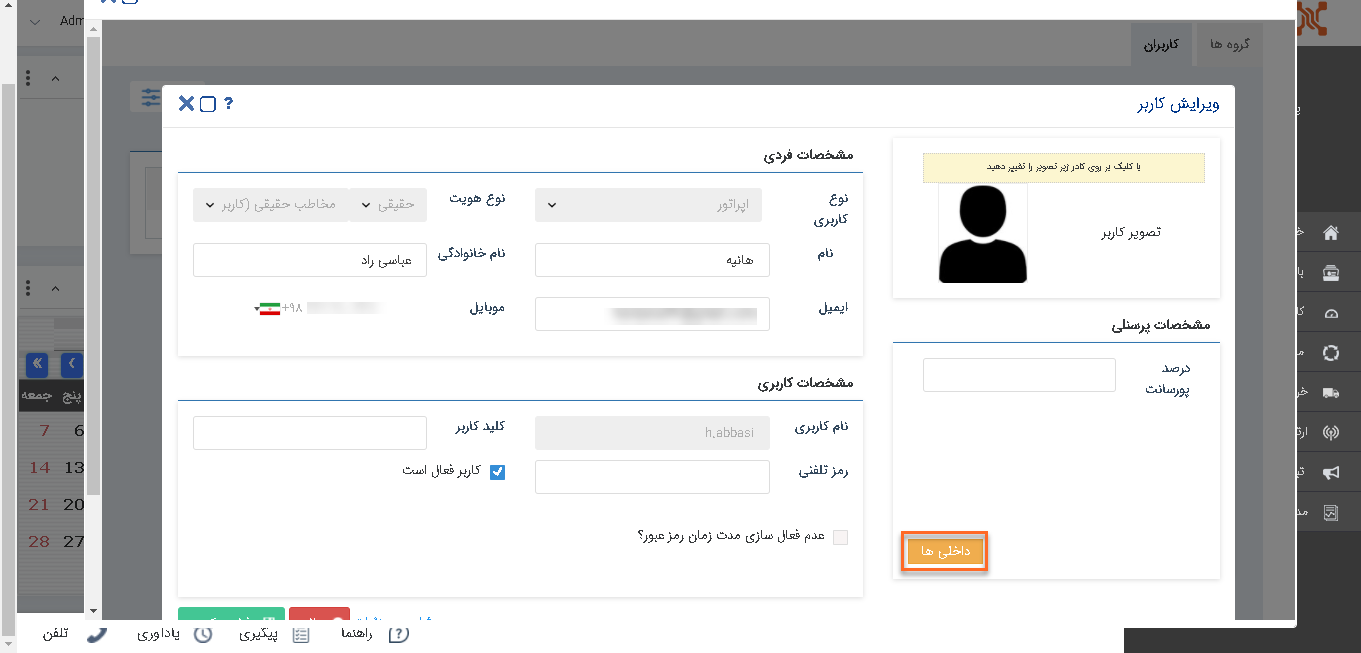 Adm
گروه ها
کاربران
ویرایش کاربر
?
با کلیک بر روی کادر زیر تصویر را تغییر دهید
تصویر کاربر
مشخصات پرسنلی
درصد پورسانت
داخلی ها
مشخصات فردی
نوع کاربری
اپراتور
نوع هویت
حقیقی
مخاطب حقیقی (کاربر
نام
هانیه
نام خانوادگی
عباسی راد
ایمیل
موبایل
+۹۸
مشخصات کاربری
نام کاربری
h.abbasi
کلید کاربر
رمز تلفنی
کاربر فعال است
عدم فعال سازی مدت زمان رمز عبور؟
پنج
جمعه
6
7
13
14
20
21
27
28
راهنما
پیگیری
یادآوری
تلفن